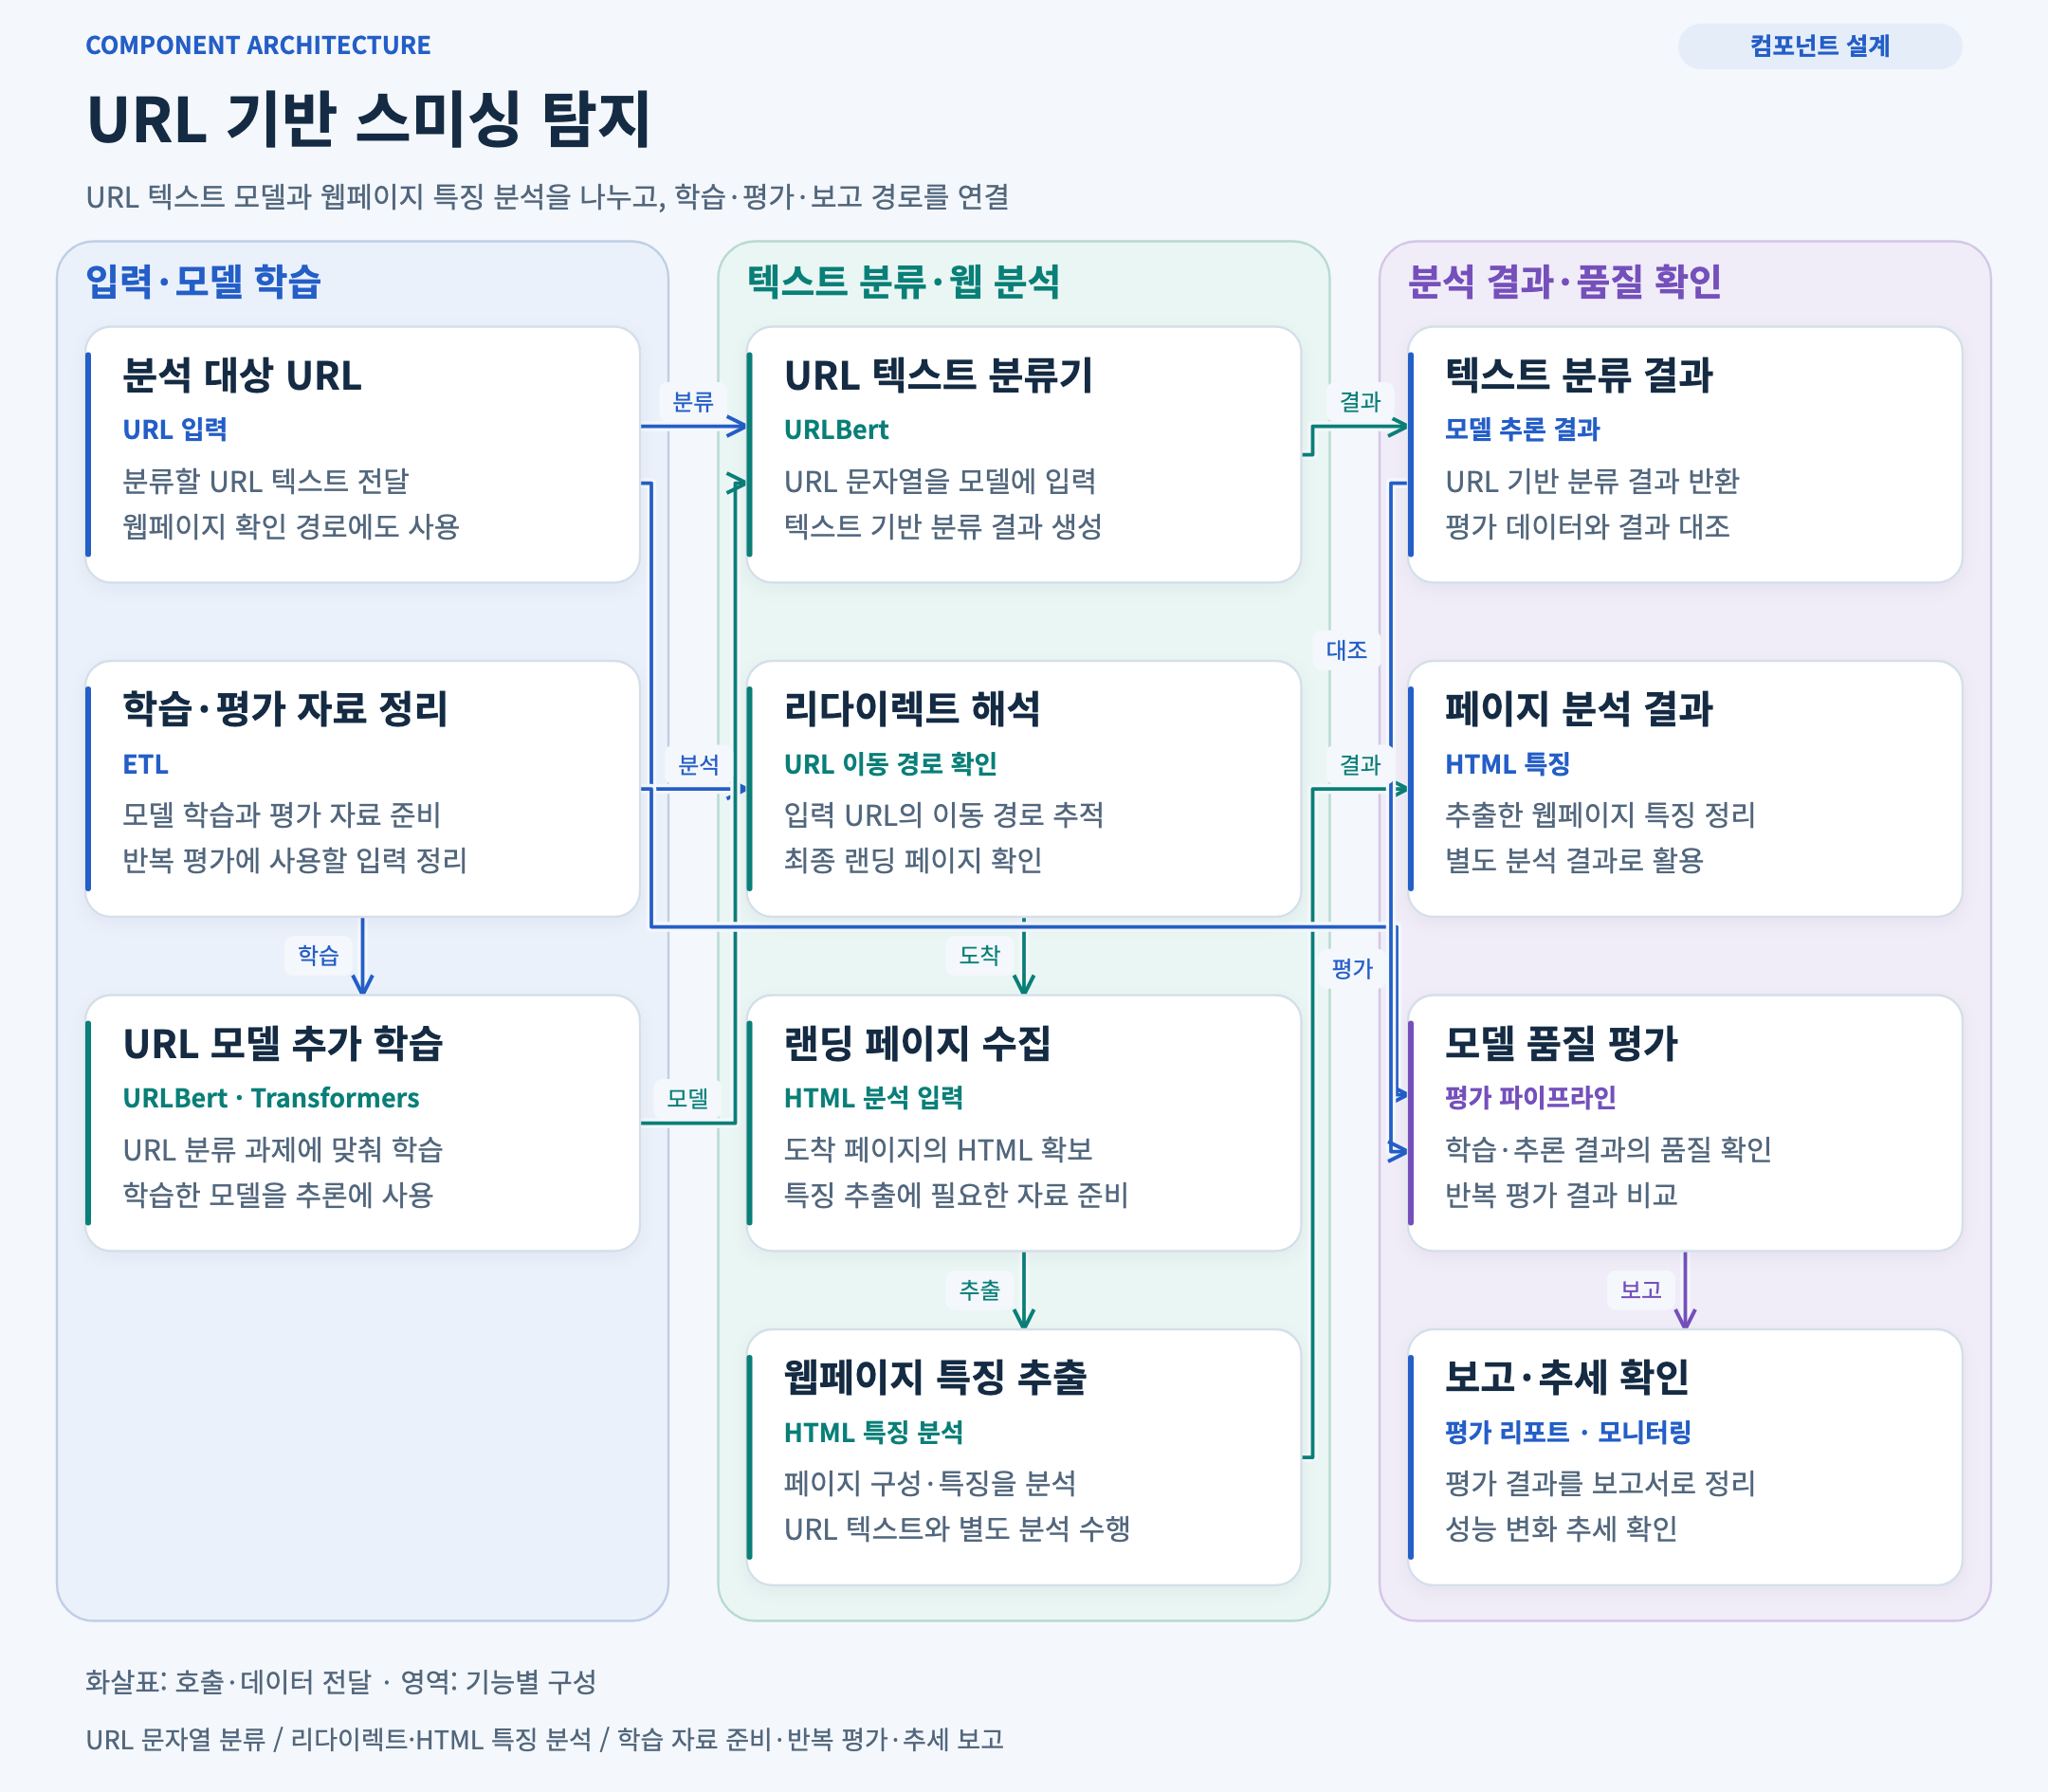 COMPONENT ARCHITECTURE
컴포넌트 설계
URL 기반 스미싱 탐지
URL 텍스트 모델과 웹페이지 특징 분석을 나누고, 학습·평가·보고 경로를 연결
입력·모델 학습
분석 대상 URL
URL 입력
분류할 URL 텍스트 전달
웹페이지 확인 경로에도 사용
학습·평가 자료 정리
ETL
모델 학습과 평가 자료 준비
반복 평가에 사용할 입력 정리
학습
URL 모델 추가 학습
URLBert · Transformers
URL 분류 과제에 맞춰 학습
학습한 모델을 추론에 사용
분류
분석
모델
텍스트 분류·웹 분석
URL 텍스트 분류기
URLBert
URL 문자열을 모델에 입력
텍스트 기반 분류 결과 생성
리다이렉트 해석
URL 이동 경로 확인
입력 URL의 이동 경로 추적
최종 랜딩 페이지 확인
도착
랜딩 페이지 수집
HTML 분석 입력
도착 페이지의 HTML 확보
특징 추출에 필요한 자료 준비
추출
웹페이지 특징 추출
HTML 특징 분석
페이지 구성·특징을 분석
URL 텍스트와 별도 분석 수행
결과
대조
결과
평가
분석 결과·품질 확인
텍스트 분류 결과
모델 추론 결과
URL 기반 분류 결과 반환
평가 데이터와 결과 대조
페이지 분석 결과
HTML 특징
추출한 웹페이지 특징 정리
별도 분석 결과로 활용
모델 품질 평가
평가 파이프라인
학습·추론 결과의 품질 확인
반복 평가 결과 비교
보고
보고·추세 확인
평가 리포트 · 모니터링
평가 결과를 보고서로 정리
성능 변화 추세 확인
화살표: 호출·데이터 전달 · 영역: 기능별 구성
URL 문자열 분류 / 리다이렉트·HTML 특징 분석 / 학습 자료 준비·반복 평가·추세 보고